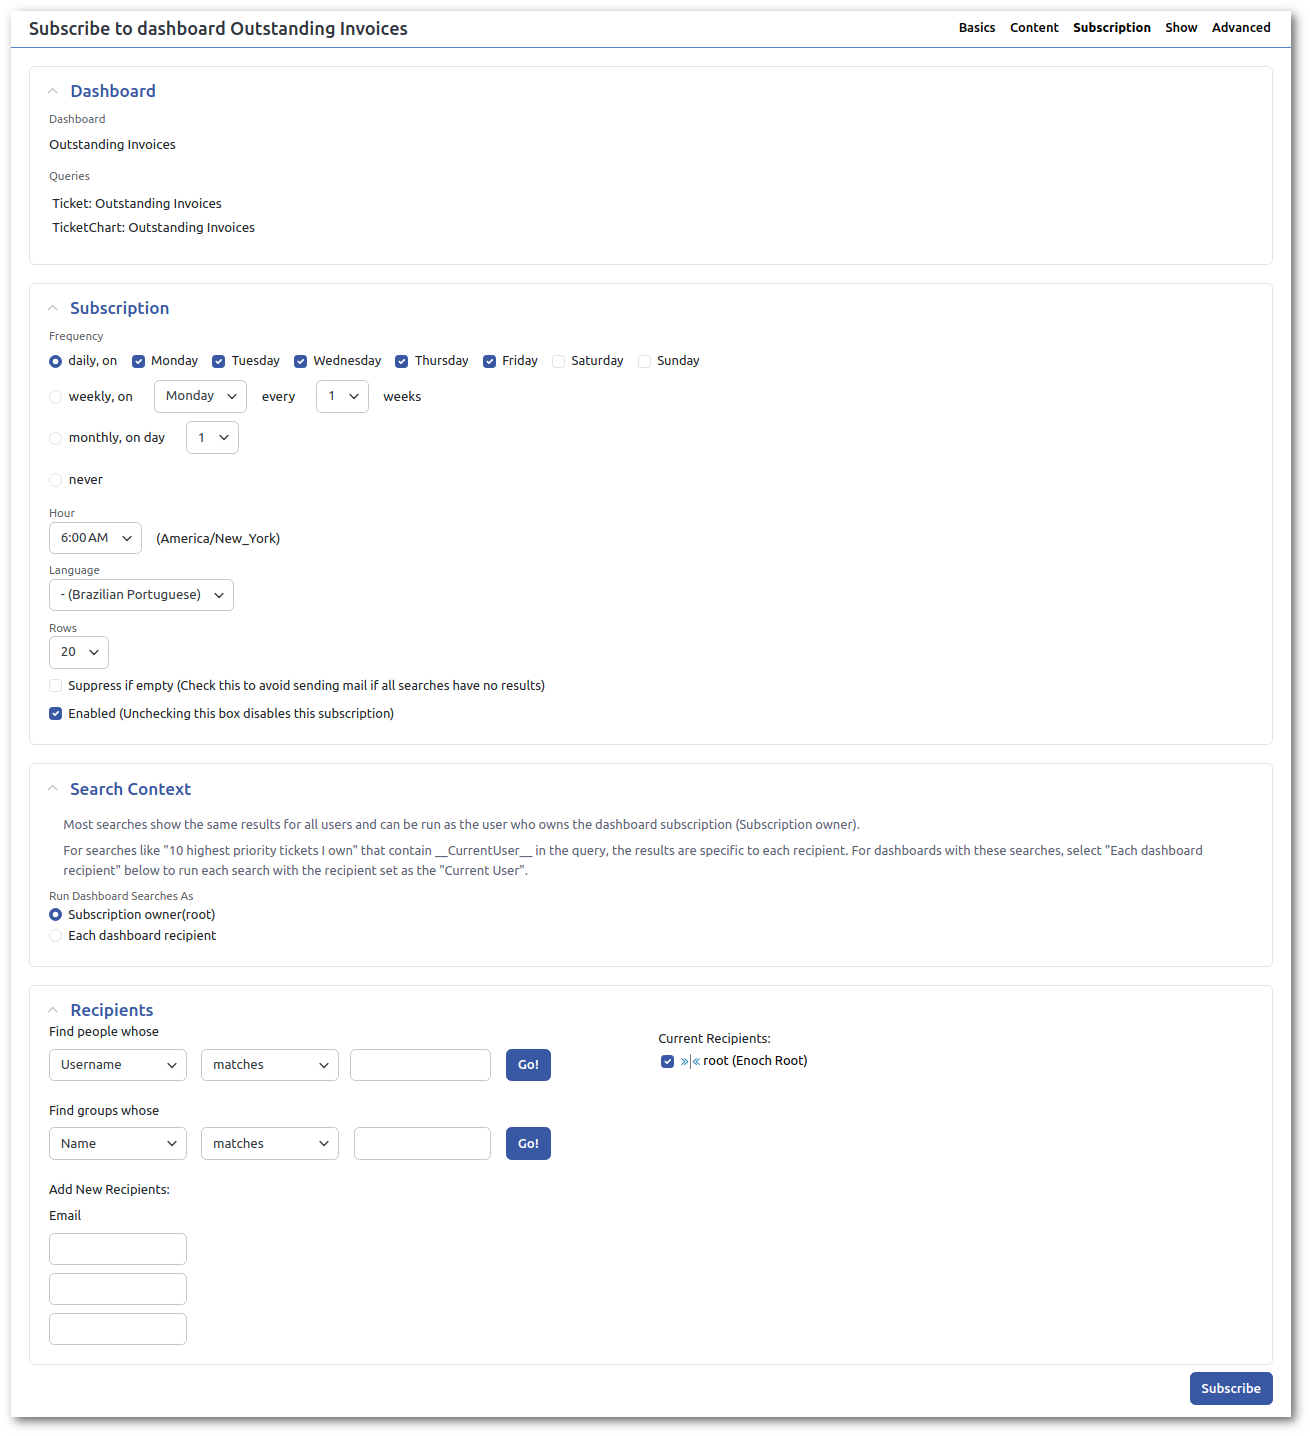 Subscribe to dashboard Outstanding Invoices
Basics Content Subscription Show Advanced
Dashboard
Dashboard
Outstanding Invoices
Queries
Ticket: Outstanding Invoices
TicketChart: Outstanding Invoices
Subscription
Frequency
daily, on Monday Tuesday Wednesday Thursday Friday Saturday Sunday
weekly, on Monday every 1 weeks
monthly, on day 1
never
Hour
6:00 AM (America/New_York)
Language
- (Brazilian Portuguese)
Rows
20
Suppress if empty (Check this to avoid sending mail if all searches have no results)
Enabled (Unchecking this box disables this subscription)
Search Context
Most searches show the same results for all users and can be run as the user who owns the dashboard subscription (Subscription owner).
For searches like "10 highest priority tickets I own" that contain __CurrentUser__ in the query, the results are specific to each recipient. For dashboards with these searches, select "Each dashboard
recipient" below to run each search with the recipient set as the "Current User".
Run Dashboard Searches As
Subscription owner(root)
Each dashboard recipient
Recipients
Find people whose
Username matches Go!
Find groups whose
Name matches Go!
Add New Recipients:
Email
Current Recipients:
root (Enoch Root)
Subscribe